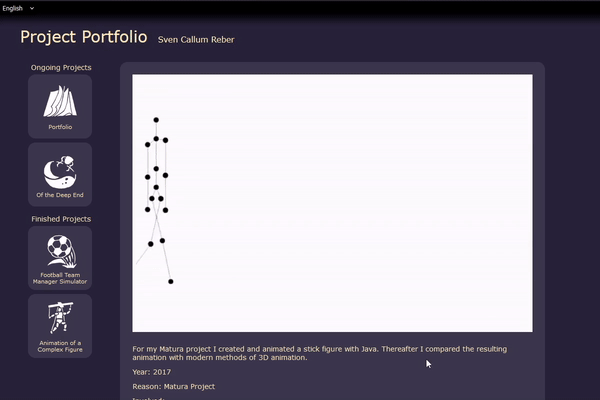 English
Project Portfolio Sven Callum Reber
Ongoing Projects
Portfolio
Of the Deep End
Finished Projects
Football Team
Manager Simulator
Animation of a
Complex Figure
For my Matura project I created and animated a stick figure with Java. Thereafter I compared the resulting
animation with modern methods of 3D animation.
Year: 2017
Reason: Matura Project